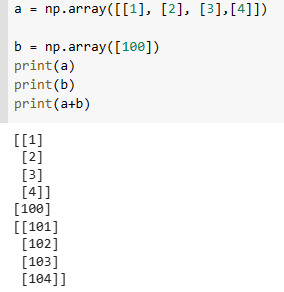 a = np.array([[1], [2], [3],[4]])
b = np.array([100])
print(a)
print(b)
print(a+b)
[[1]
 [2]
 [3]
 [4]]
[100]
[[101]
 [102]
 [103]
 [104]]